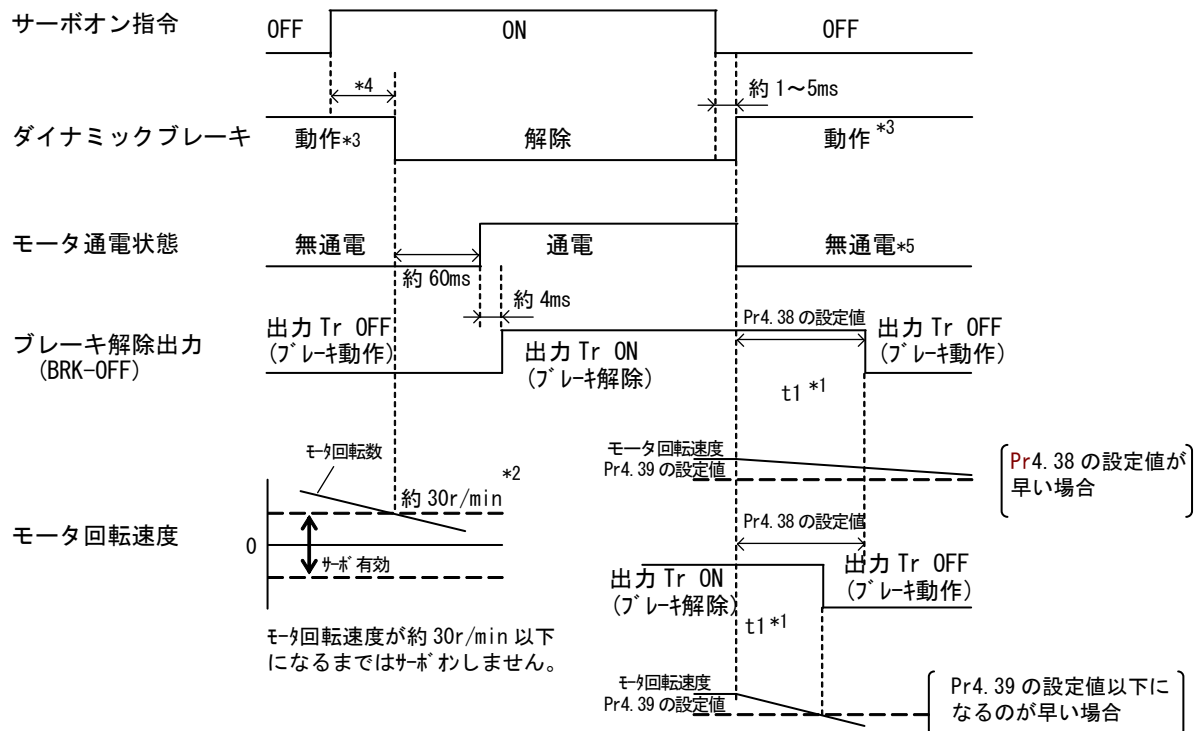 サーボオン指令
OFF
ON
OFF
*4
約 1～5ms
ダイナミックブレーキ
動作*3
解除
動作*3
モータ通電状態
無通電
通電
無通電*5
約 60ms
約 4ms
ブレーキ解除出力
(BRK-OFF)
出力 Tr OFF
(ﾌﾞﾚｰｷ動作)
出力 Tr ON
(ﾌﾞﾚｰｷ解除)
Pr4.38 の設定値
出力 Tr OFF
(ﾌﾞﾚｰｷ動作)
t1 *1
モータ回転速度
Pr4.39 の設定値
Pr4.38 の設定値が
早い場合
モータ回転速度
ﾓｰﾀ回転数
約 30r/min *2
0
ｻｰﾎﾞ有効
ﾓｰﾀ回転速度が約 30r/min 以下
になるまではｻｰﾎﾞｵﾝしません。
Pr4.38 の設定値
出力 Tr ON
(ﾌﾞﾚｰｷ解除)
出力 Tr OFF
(ﾌﾞﾚｰｷ動作)
t1 *1
ﾓｰﾀ回転速度
Pr4.39 の設定値
Pr4.39 の設定値以下に
なるのが早い場合